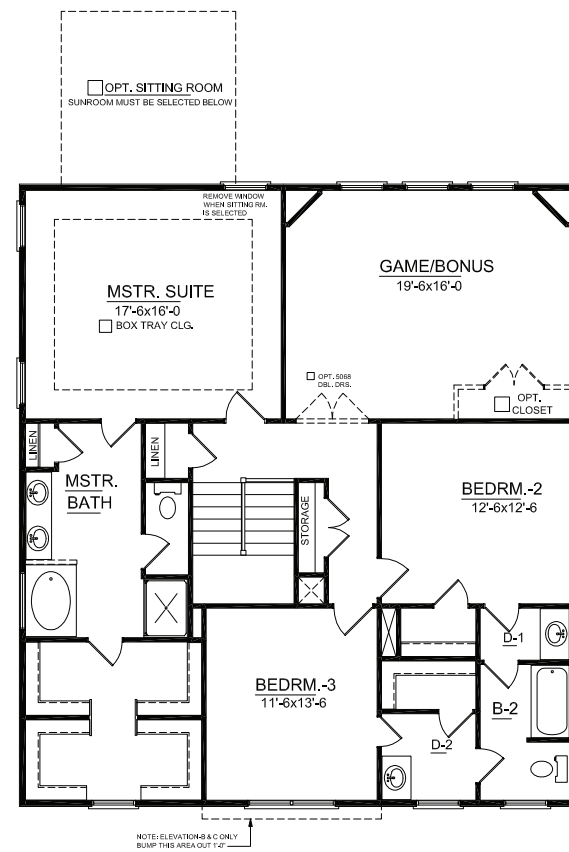 OPT. SITTING ROOM
SUNROOM MUST BE SELECTED BELOW
REMOVE WINDOW
WHEN SITTING RM.
IS SELECTED
MSTR. SUITE
17'-6x16'-0
BOX TRAY CLG.
GAME/BONUS
19'-6x16'-0
OPT. 5068
DBL. DRS.
OPT.
CLOSET
LINEN
LINEN
MSTR.
BATH
STORAGE
BEDRM.-2
12'-6x12'-6
D-1
BEDRM.-3
11'-6x13'-6
B-2
D-2
NOTE: ELEVATION-B & C ONLY
BUMP THIS AREA OUT 1'-0"